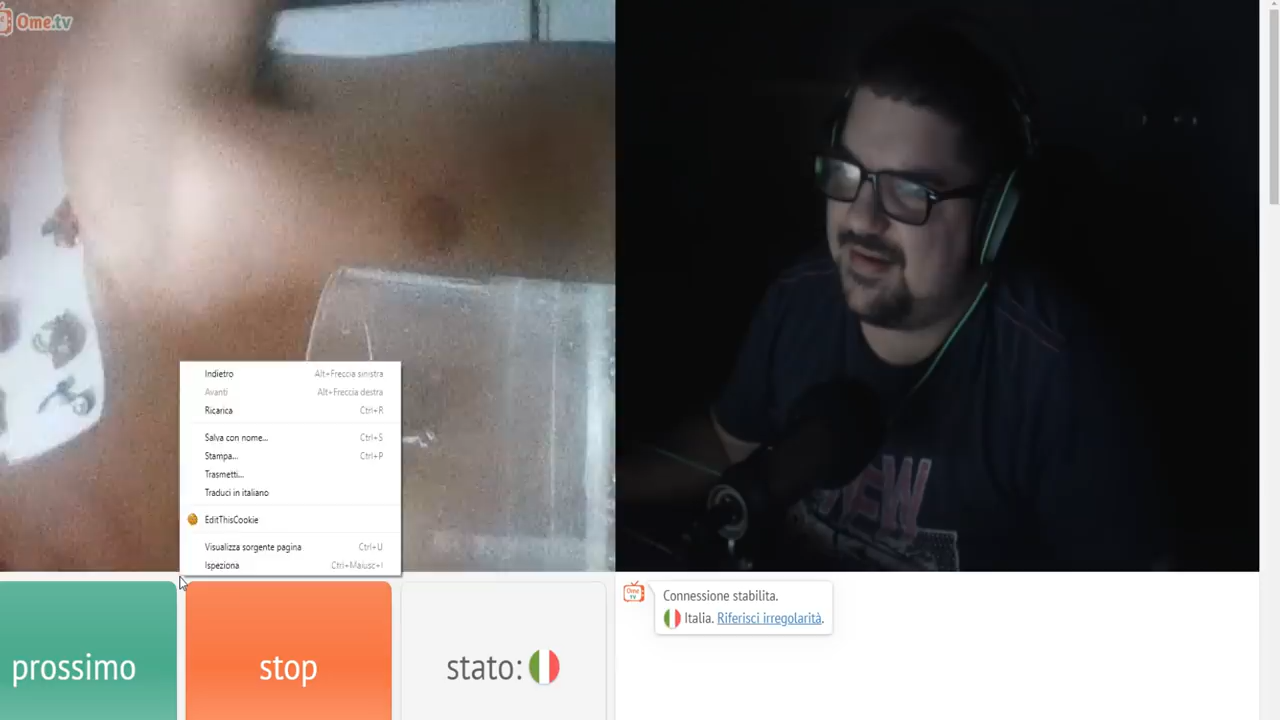 Ome.tv
Indietro Alt+Freccia sinistra
Avanti Alt+Freccia destra
Ricarica Ctrl+R
Salva con nome... Ctrl+S
Stampa... Ctrl+P
Trasmetti...
Traduci in italiano
EditThisCookie
Visualizza sorgente pagina Ctrl+U
Ispeziona Ctrl+Maiusc+I
prossimo
stop
stato:
Connessione stabilita.
Italia. Riferisci irregolarità.